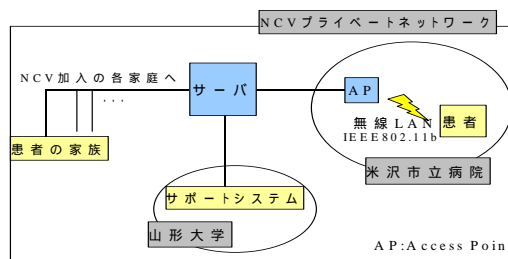 NCVプライベートネットワーク
NCV加入の各家庭へ
...
サーバ
AP
無線LAN
IEEE802.11b
患者
患者の家族
米沢市立病院
サポートシステム
山形大学
AP:Access Poin